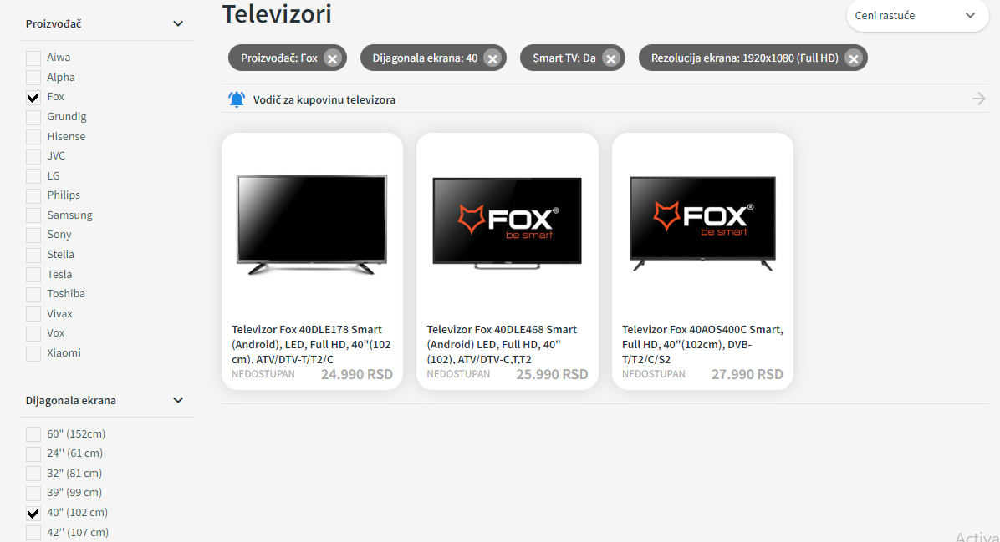 Proizvođač
Aiwa
Alpha
Fox
Grundig
Hisense
JVC
LG
Philips
Samsung
Sony
Stella
Tesla
Toshiba
Vivax
Vox
Xiaomi
Dijagonala ekrana
60" (152cm)
24'' (61 cm)
32" (81 cm)
39" (99 cm)
40" (102 cm)
42'' (107 cm)
Televizori
Ceni rastuće
Proizvođač: Fox
Dijagonala ekrana: 40
Smart TV: Da
Rezolucija ekrana: 1920x1080 (Full HD)
Vodič za kupovinu televizora
Televizor Fox 40DLE178 Smart
(Android), LED, Full HD, 40"(102
cm), ATV/DTV-T/T2/C
NEDOSTUPAN 24.990 RSD
FOX®
be smart
Televizor Fox 40DLE468 Smart
(Android) LED, Full HD, 40"
(102), ATV/DTV-C,T,T2
NEDOSTUPAN 25.990 RSD
FOX®
be smart
Televizor Fox 40AOS400C Smart,
Full HD, 40"(102cm), DVB-
T/T2/C/S2
NEDOSTUPAN 27.990 RSD
Activa